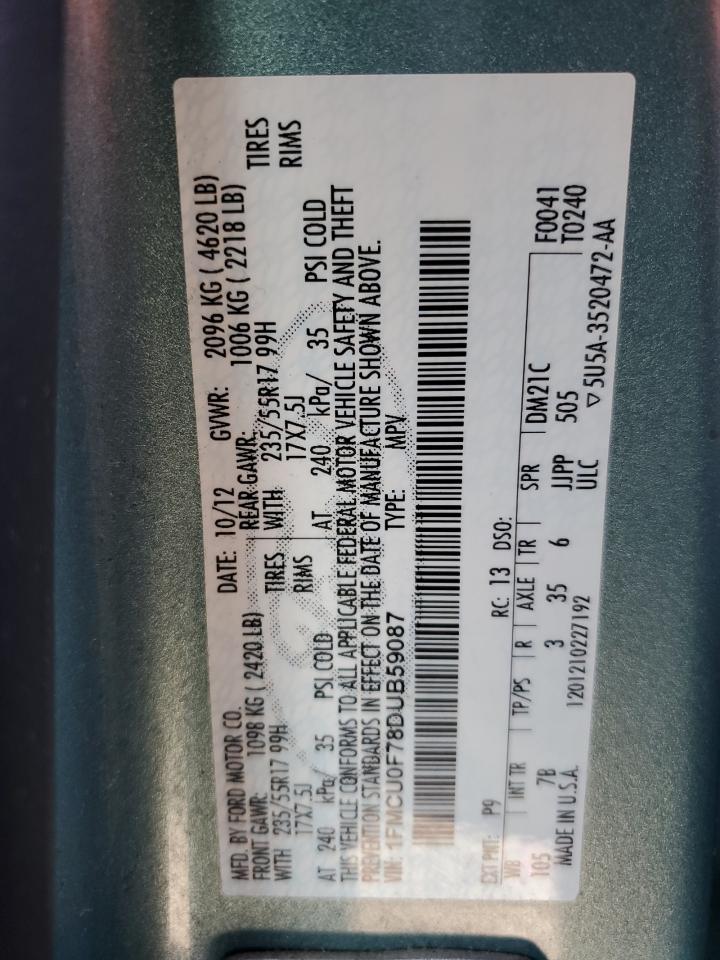 MFD. BY FORD MOTOR CO. DATE: 10/12 GVWR: 2096 KG ( 4620 LB)
FRONT GAWR: 1098 KG ( 2420 LB) REAR GAWR: 1006 KG ( 2218 LB)
WITH 235/55R17 99H TIRES WITH 235/55R17 99H TIRES
17X7.5J RIMS 17X7.5J RIMS
AT 240 kPa/ 35 PSI COLD AT 240 kPa/ 35 PSI COLD
THIS VEHICLE CONFORMS TO ALL APPLICABLE FEDERAL MOTOR VEHICLE SAFETY AND THEFT
PREVENTION STANDARDS IN EFFECT ON THE DATE OF MANUFACTURE SHOWN ABOVE.
VIN: 1FMCU0F78DUB59087 TYPE: MPV
EXT PNT: P9 RC: 13 DSO:
WB INT TR TP/PS R AXLE TR SPR DM21C F0041
105 7B 3 35 6 JJPP 505 T0240
MADE IN U.S.A. 1201210227192 ULC ▽5U5A-3520472-AA